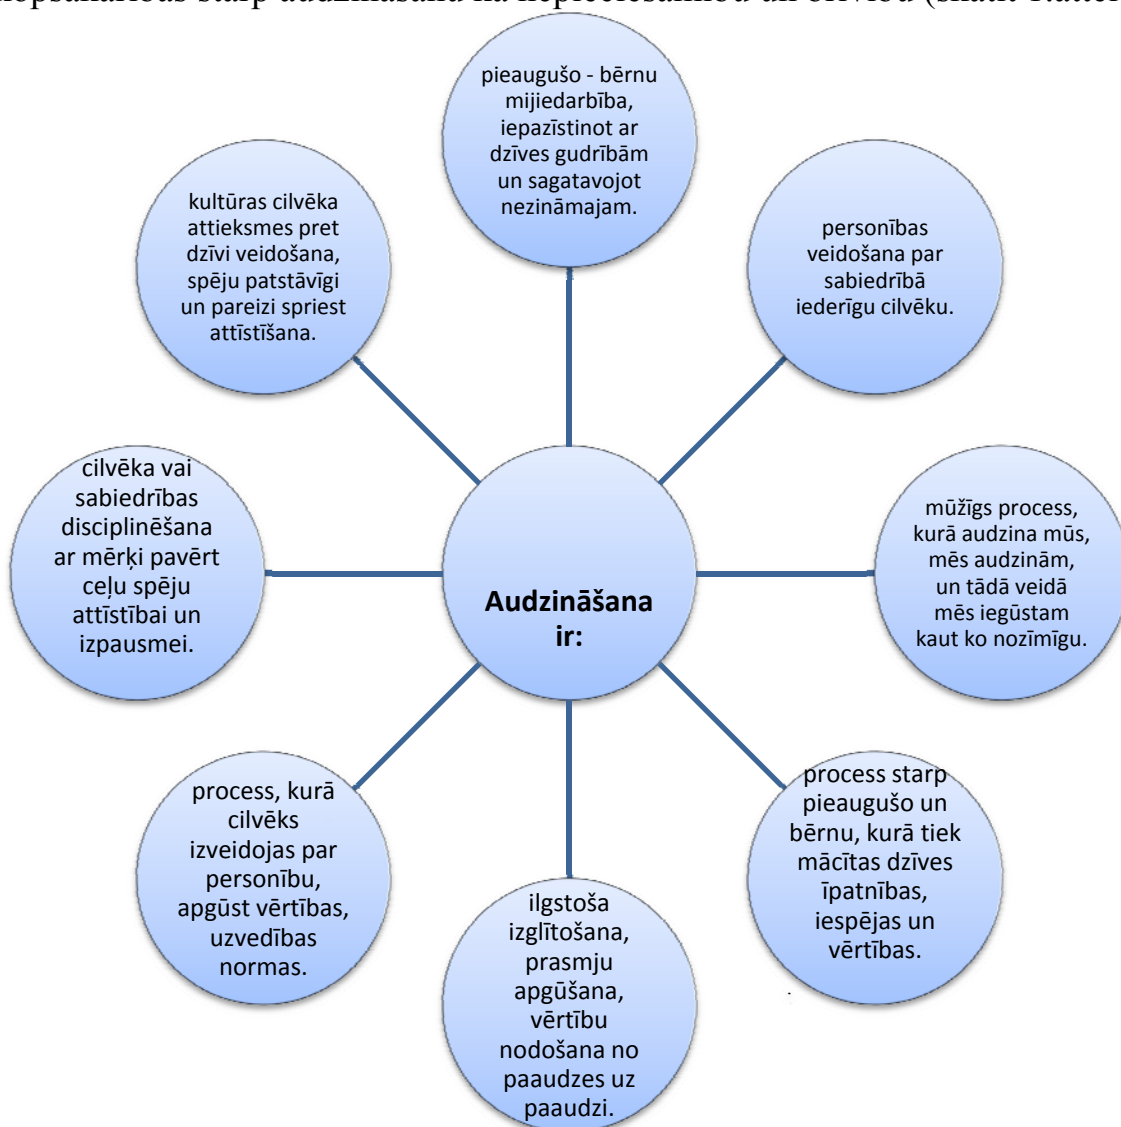 pieaugušo - bērnu
mijiedarbība,
iepazīstinot ar
dzīves gudrībām
un sagatavojot
nezināmajam.
personības
veidošana par
sabiedrībā
iederīgu cilvēku.
mūžīgs process,
kurā audzina mūs,
mēs audzinām,
un tādā veidā
mēs iegūstam
kaut ko nozīmīgu.
process starp
pieaugušo un
bērnu, kurā tiek
mācītas dzīves
īpatnības,
iespējas un
vērtības.
ilgstoša
izglītošana,
prasmju
apgūšana,
vērtību
nodošana no
paaudzes uz
paaudzi.
process, kurā
cilvēks
izveidojas par
personību,
apgūst vērtības,
uzvedības
normas.
cilvēka vai
sabiedrības
disciplinēšana
ar mērķi pavērt
ceļu spēju
attīstībai un
izpausmei.
kultūras cilvēka
attieksmes pret
dzīvi veidošana,
spēju patstāvīgi
un pareizi spriest
attīstīšana.
Audzināšana
ir: